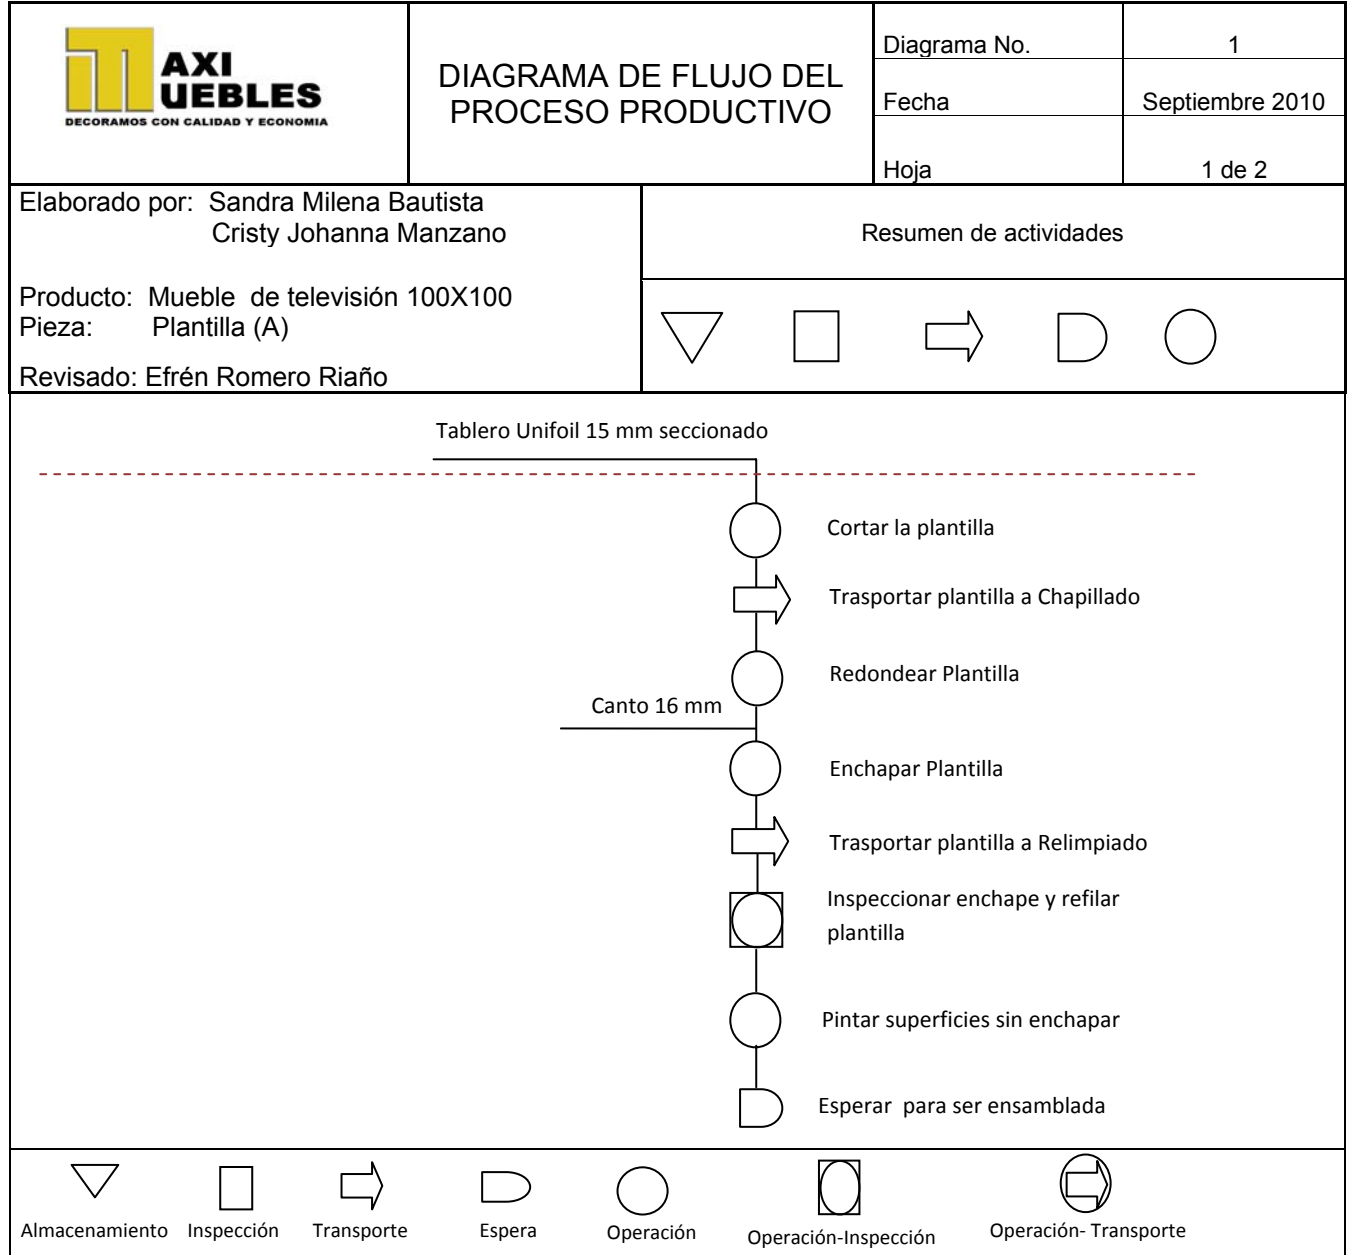 AXI
UEBLES
DECORAMOS CON CALIDAD Y ECONOMIA
DIAGRAMA DE FLUJO DEL
PROCESO PRODUCTIVO
Diagrama No. 1
Fecha Septiembre 2010
Hoja 1 de 2
Elaborado por: Sandra Milena Bautista
Cristy Johanna Manzano
Producto: Mueble de televisión 100X100
Pieza: Plantilla (A)
Revisado: Efrén Romero Riaño
Resumen de actividades
Tablero Unifoil 15 mm seccionado
Cortar la plantilla
Trasportar plantilla a Chapillado
Redondear Plantilla
Canto 16 mm
Enchapar Plantilla
Trasportar plantilla a Relimpiado
Inspeccionar enchape y refilar
plantilla
Pintar superficies sin enchapar
Esperar para ser ensamblada
Almacenamiento Inspección Transporte Espera Operación Operación-Inspección Operación- Transporte